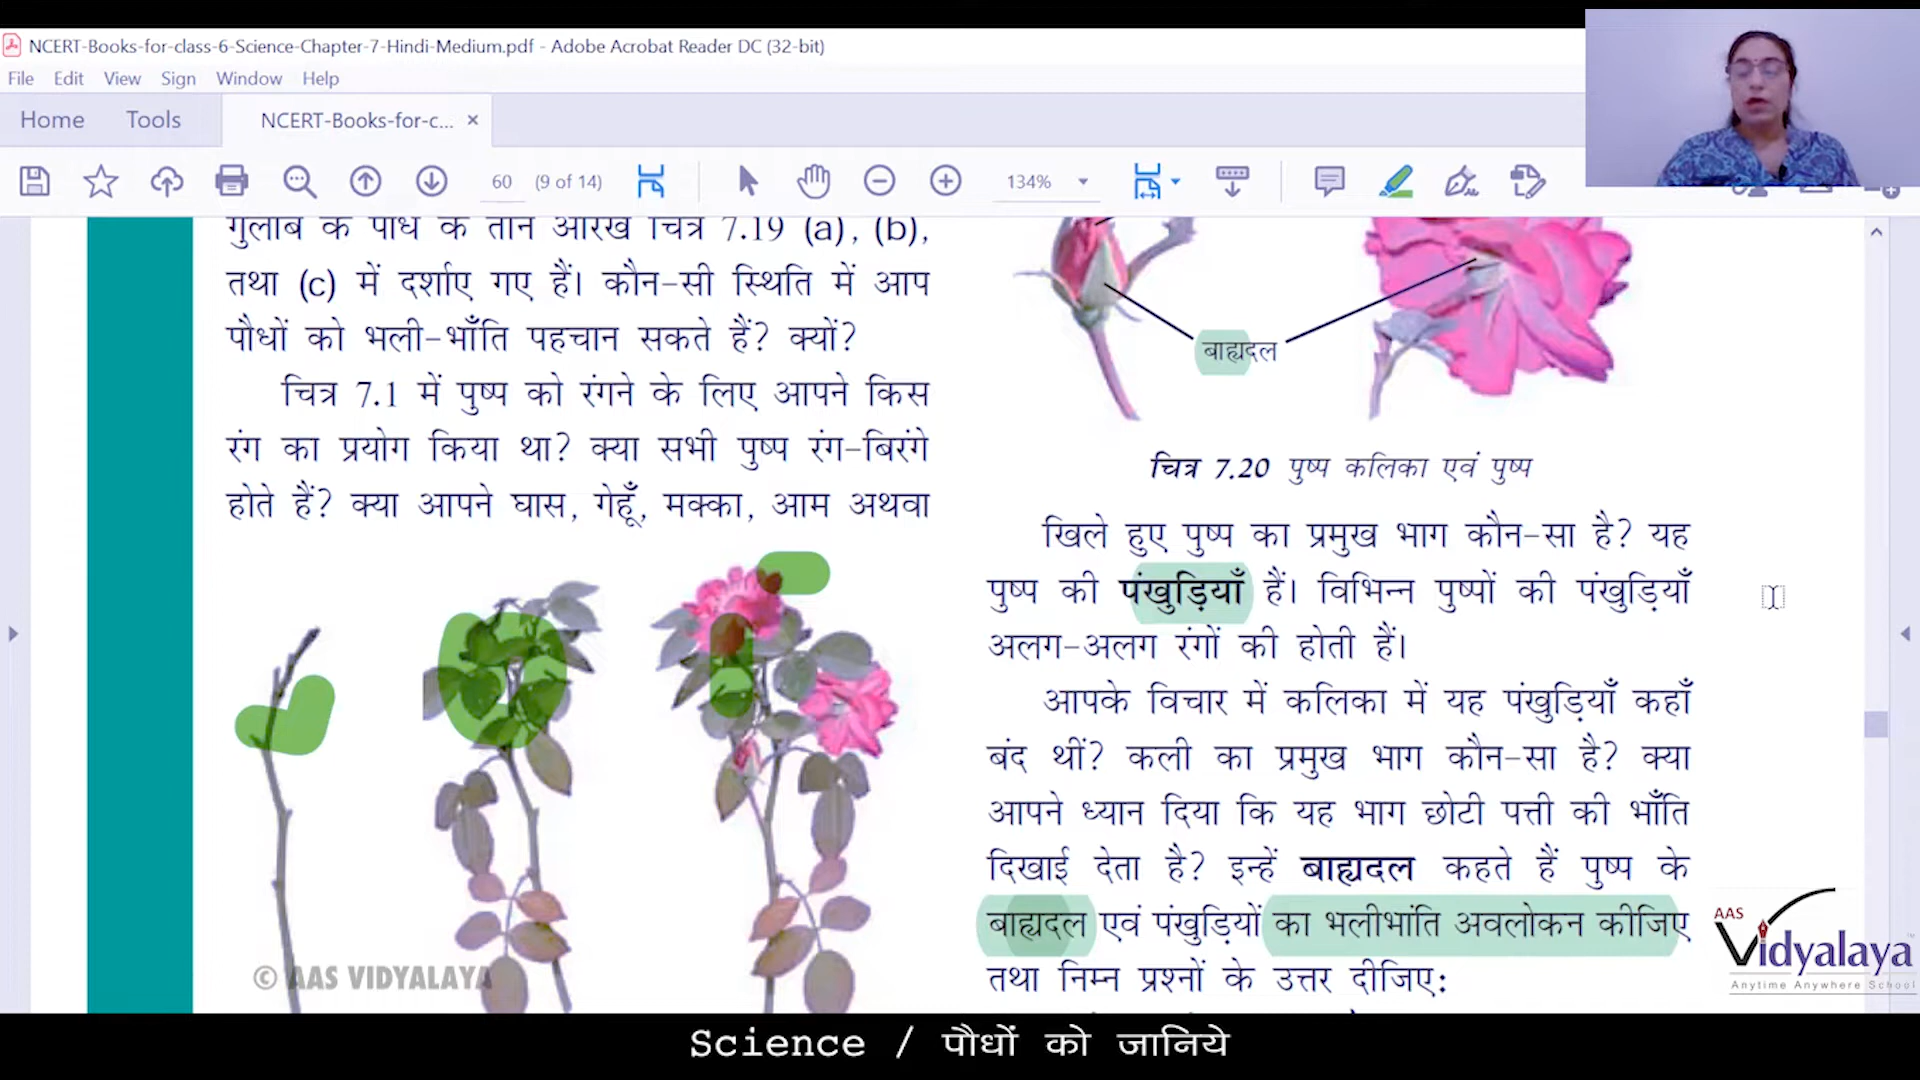 NCERT-Books-for-class-6-Science-Chapter-7-Hindi-Medium.pdf - Adobe Acrobat Reader DC (32-bit)
File Edit View Sign Window Help
Home Tools NCERT-Books-for-c... ×
60 (9 of 14) 134%
गुलाब के पौधे के तीन आरेख चित्र 7.19 (a), (b),
तथा (c) में दर्शाए गए हैं। कौन-सी स्थिति में आप
पौधों को भली-भाँति पहचान सकते हैं? क्यों?
चित्र 7.1 में पुष्प को रंगने के लिए आपने किस
रंग का प्रयोग किया था? क्या सभी पुष्प रंग-बिरंगे
होते हैं? क्या आपने घास, गेहूँ, मक्का, आम अथवा
© AAS VIDYALAYA
बाह्यदल
चित्र 7.20 पुष्प कलिका एवं पुष्प
खिले हुए पुष्प का प्रमुख भाग कौन-सा है? यह
पुष्प की पंखुड़ियाँ हैं। विभिन्न पुष्पों की पंखुड़ियाँ
अलग-अलग रंगों की होती हैं।
आपके विचार में कलिका में यह पंखुड़ियाँ कहाँ
बंद थीं? कली का प्रमुख भाग कौन-सा है? क्या
आपने ध्यान दिया कि यह भाग छोटी पत्ती की भाँति
दिखाई देता है? इन्हें बाह्यदल कहते हैं पुष्प के
बाह्यदल एवं पंखुड़ियों का भलीभांति अवलोकन कीजिए
तथा निम्न प्रश्नों के उत्तर दीजिए:
AAS
Vidyalaya
Anytime Anywhere School
Science / पौधों को जानिये